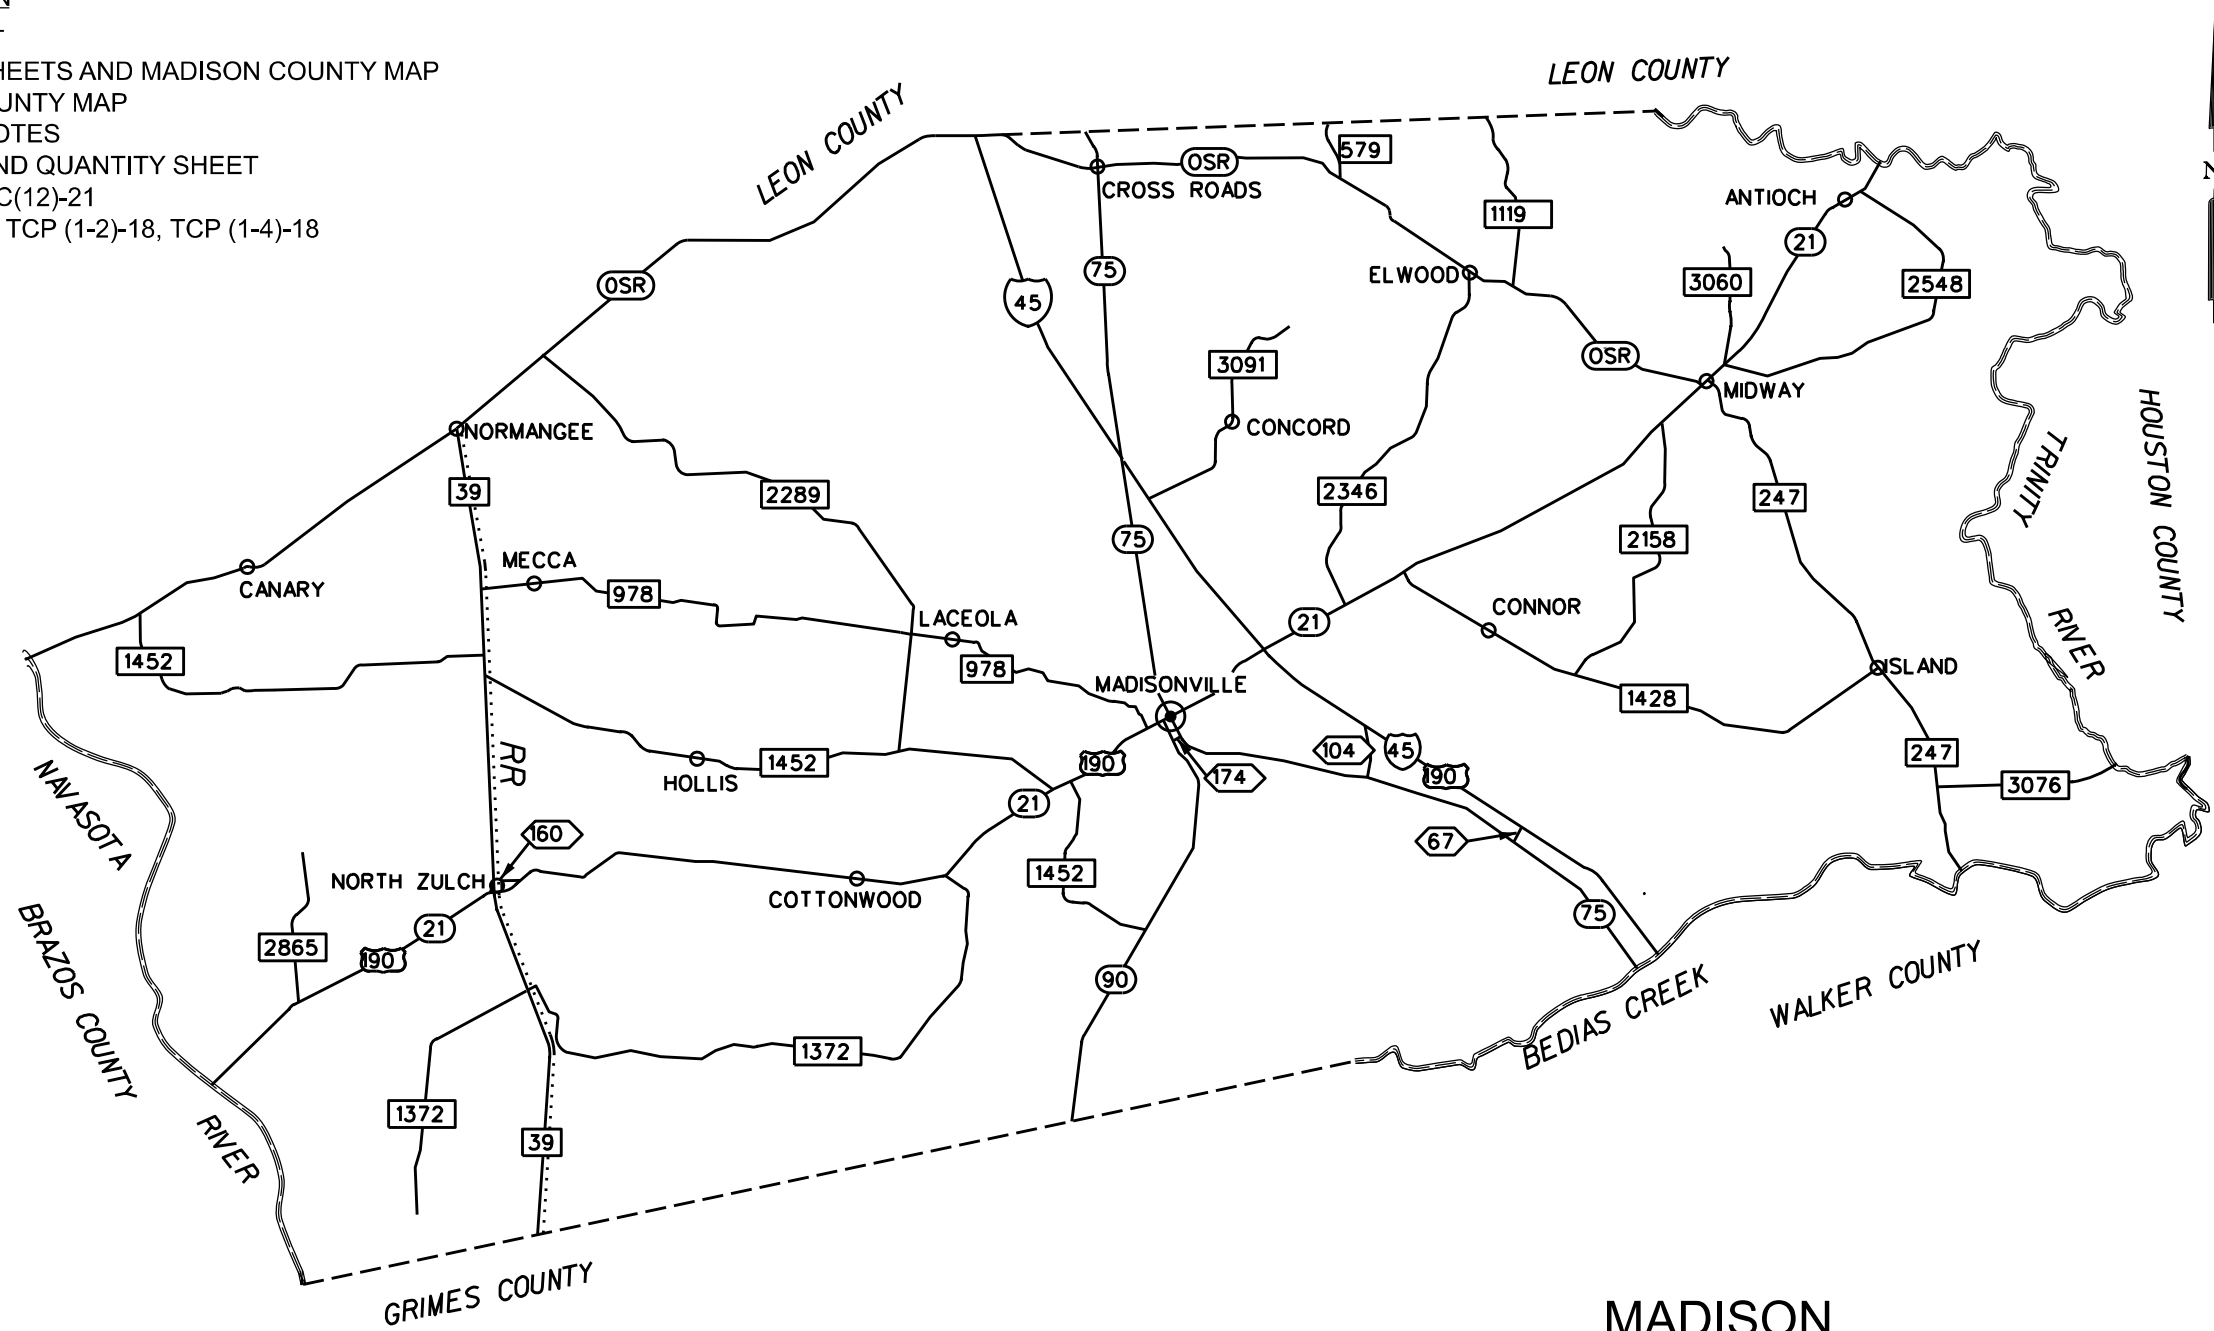 HEETS AND MADISON COUNTY MAP
UNTY MAP
OTES
ND QUANTITY SHEET
C(12)-21
TCP (1-2)-18, TCP (1-4)-18
LEON COUNTY
LEON COUNTY
OSR
579
CROSS ROADS
ANTIOCH
N
1119
21
75
ELWOOD
3060
2548
OSR
45
OSR
3091
MIDWAY
HOUSTON COUNTY
NORMANGEE
CONCORD
TRINITY
39
2289
2346
247
75
2158
MECCA
CANARY
978
CONNOR
LACEOLA
21
RIVER
1452
978
ISLAND
MADISONVILLE
1428
RR
104
45
247
HOLLIS
1452
190
174
190
3076
NAVASOTA
21
160
67
1452
NORTH ZULCH
COTTONWOOD
75
21
2865
190
BRAZOS COUNTY
90
WALKER COUNTY
BEDIAS CREEK
1372
1372
RIVER
39
GRIMES COUNTY
MADISON